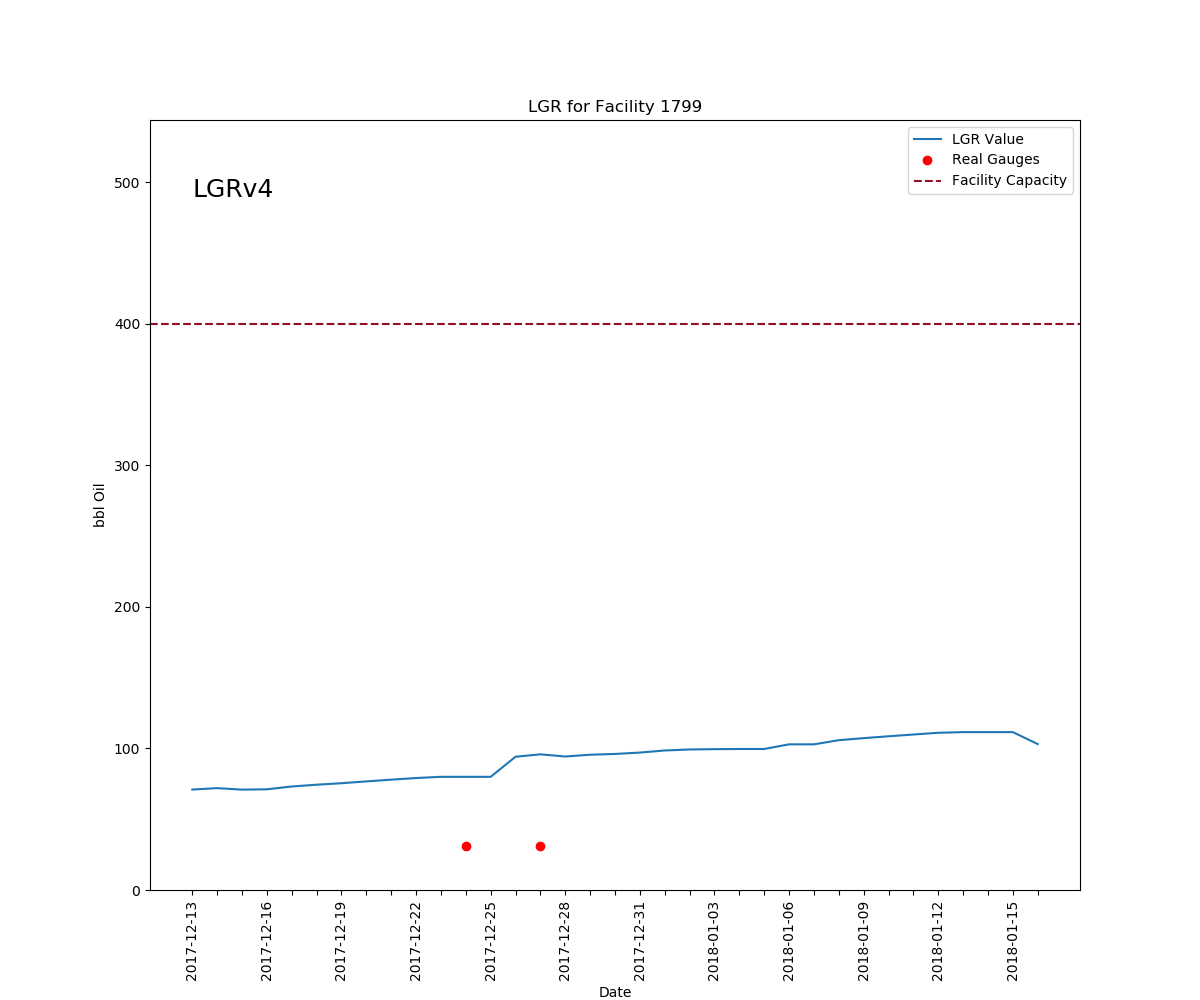 LGR for Facility 1799
LGRv4
LGR Value
Real Gauges
Facility Capacity
500
400
300
200
100
0
bbl Oil
2017-12-13
2017-12-16
2017-12-19
2017-12-22
2017-12-25
2017-12-28
2017-12-31
2018-01-03
2018-01-06
2018-01-09
2018-01-12
2018-01-15
Date